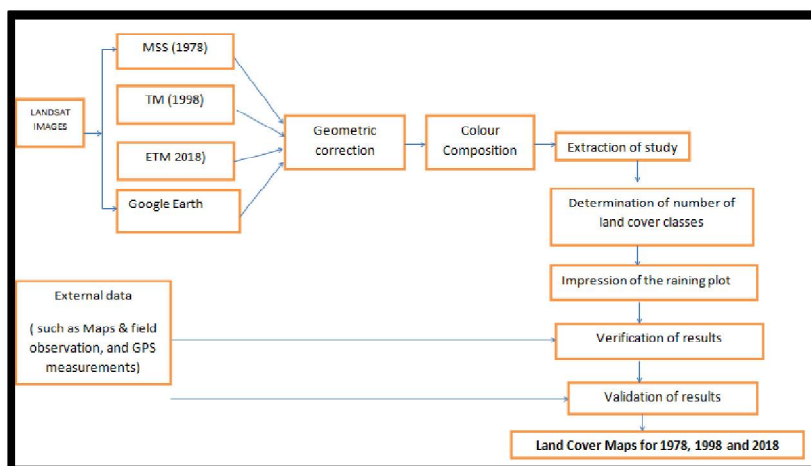 MSS (1978)
LANDSAT
IMAGES
TM (1998)
ETM 2018)
Google Earth
Geometric
correction
Colour
Composition
Extraction of study
Determination of number of
land cover classes
Impression of the raining plot
External data
( such as Maps & field
observation, and GPS
measurements)
Verification of results
Validation of results
Land Cover Maps for 1978, 1998 and 2018